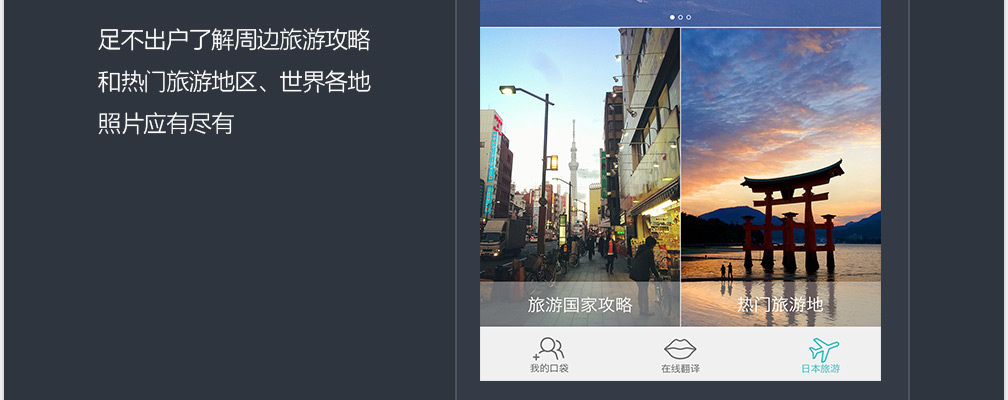 足不出户了解周边旅游攻略
和热门旅游地区、世界各地
照片应有尽有
旅游国家攻略
热门旅游地
我的口袋
在线翻译
日本旅游